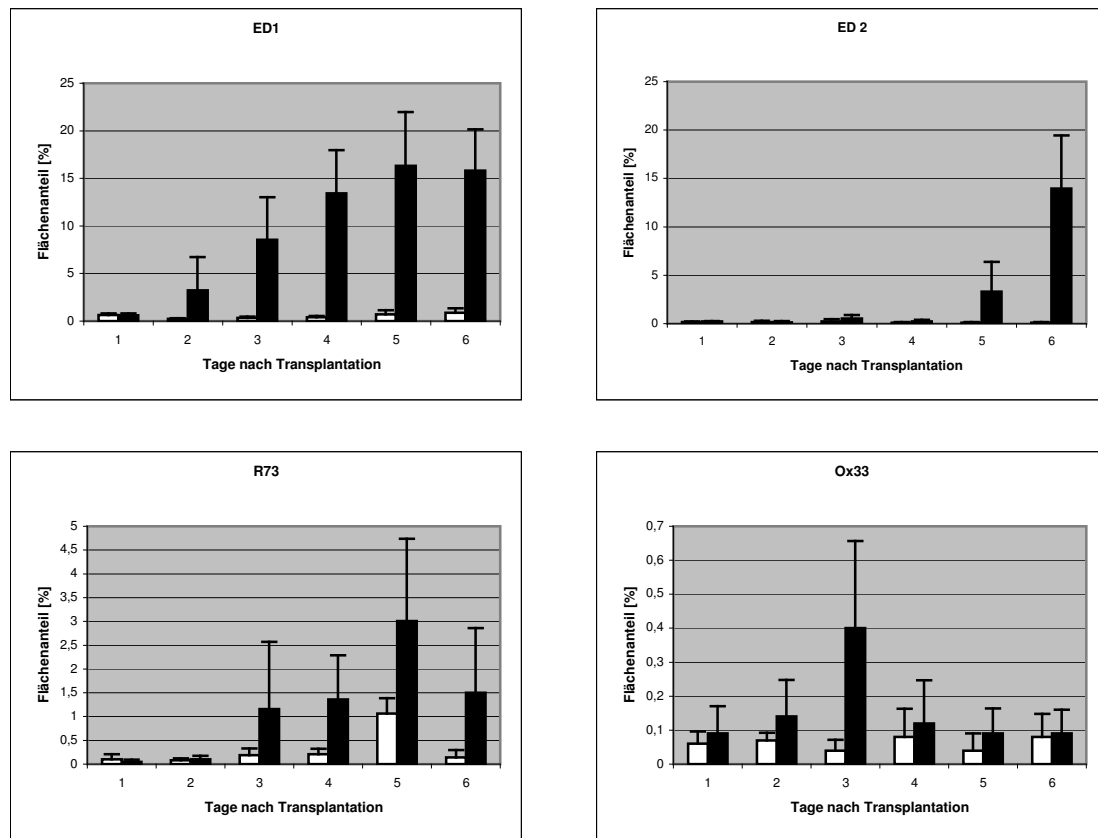 ED1
Flächenanteil [%]
25
20
15
10
5
0
1 2 3 4 5 6
Tage nach Transplantation
ED 2
Flächenanteil [%]
25
20
15
10
5
0
1 2 3 4 5 6
Tage nach Transplantation
R73
Flächenanteil [%]
5
4,5
4
3,5
3
2,5
2
1,5
1
0,5
0
1 2 3 4 5 6
Tage nach Transplantation
Ox33
Flächenanteil [%]
0,7
0,6
0,5
0,4
0,3
0,2
0,1
0,0
1 2 3 4 5 6
Tage nach Transplantation